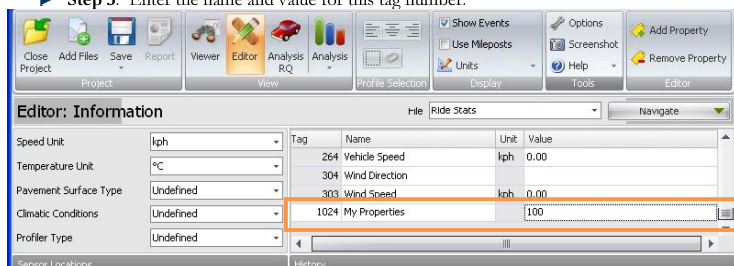 Step 3. Enter the name and value for this tag number.
Close Project
Add Files
Save
Report
Project
Viewer
Editor
Analysis RQ
Analysis
View
Profile Selection
Show Events
Use Mileposts
Units
Display
Options
Screenshot
Help
Tools
Add Property
Remove Property
Editor
Editor: Information
File
Ride Stats
Navigate
Speed Unit kph
Temperature Unit °C
Pavement Surface Type Undefined
Climatic Conditions Undefined
Profiler Type Undefined
Tag Name Unit Value
264 Vehicle Speed kph 0.00
304 Wind Direction
303 Wind Speed kph 0.00
1024 My Properties 100
Sensor Locations
History